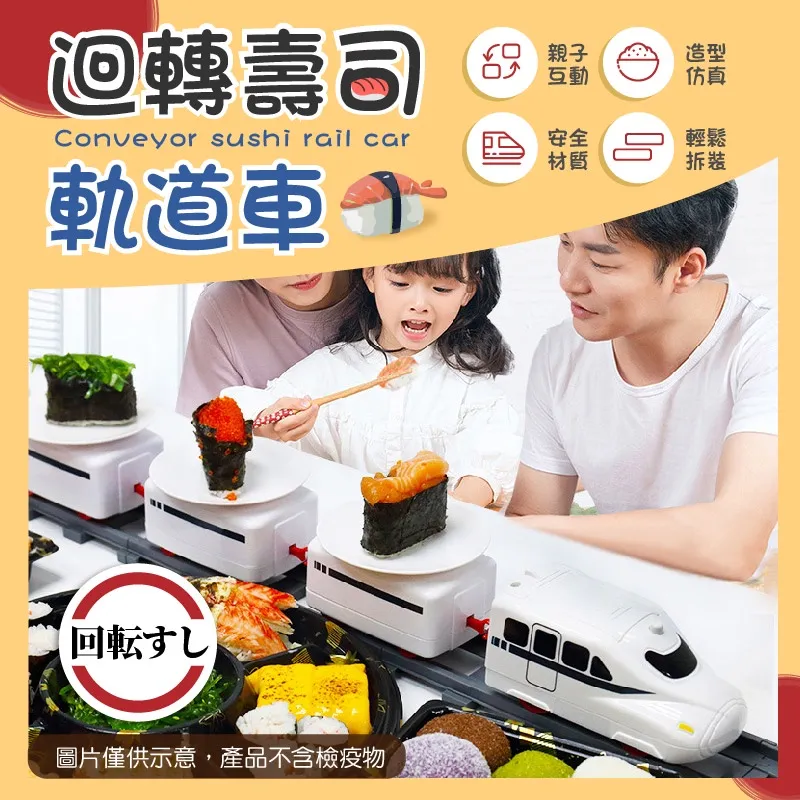 迴轉壽司
Conveyor sushi rail car
軌道車
親子
互動
造型
仿真
安全
材質
輕鬆
拆裝
回転すし
圖片僅供示意，產品不含檢疫物